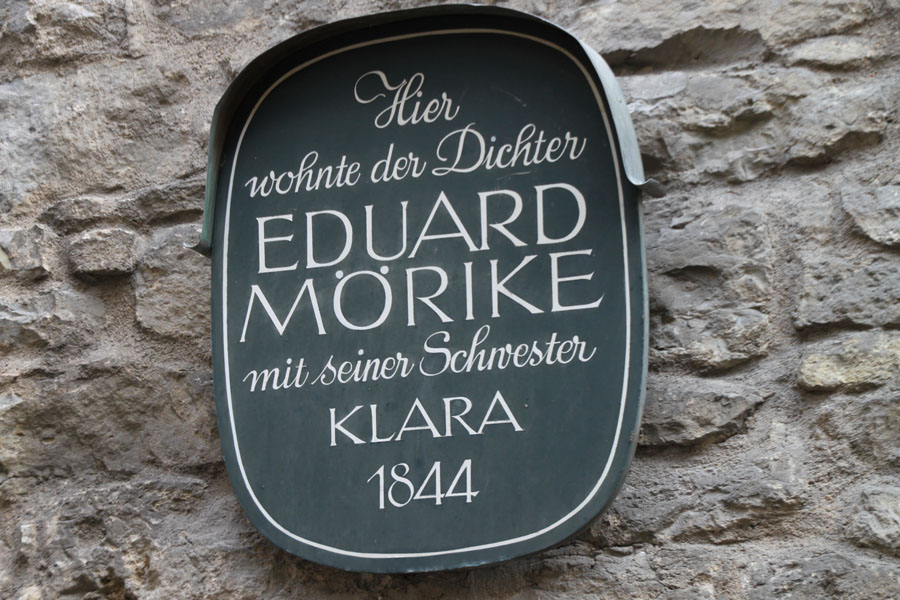 Hier
wohnte der Dichter
EDUARD
MÖRIKE
mit seiner Schwester
KLARA
1844